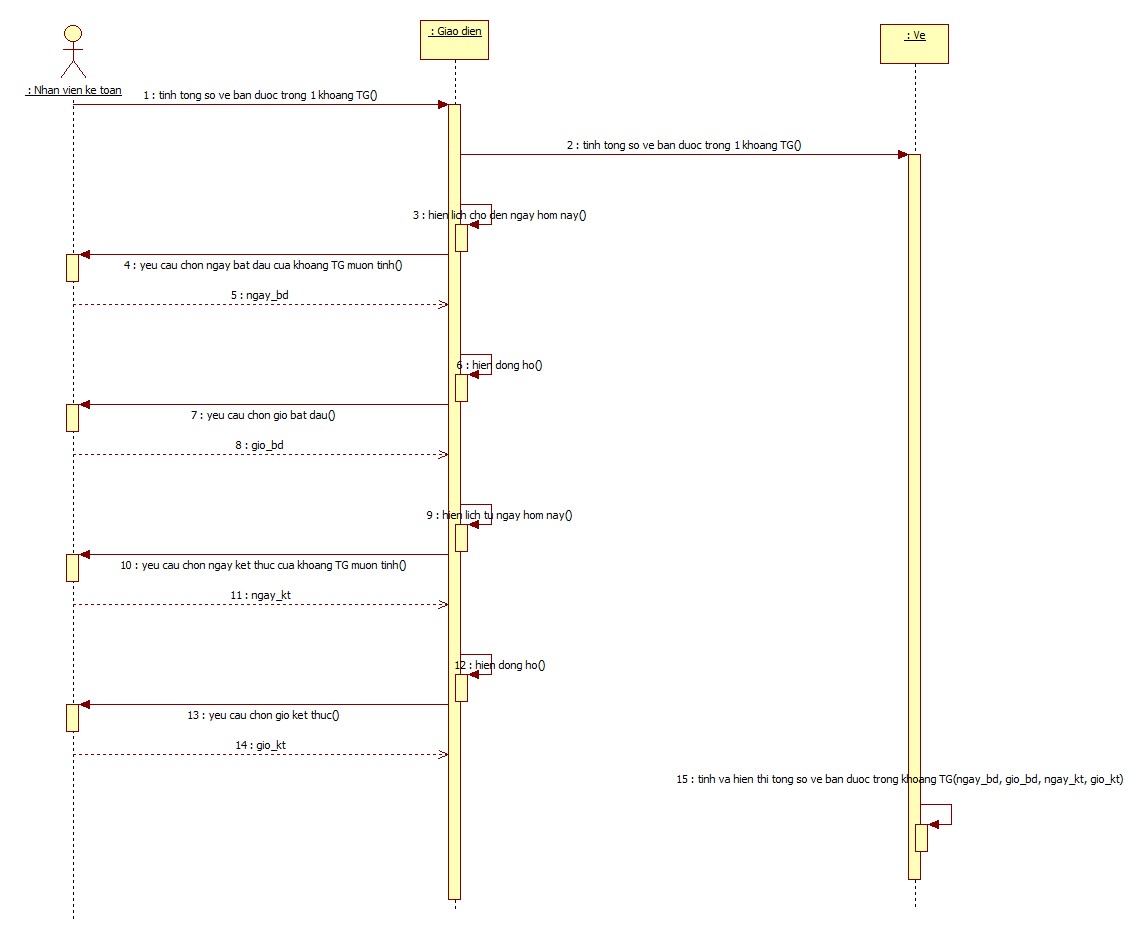 : Giao dien
: Ve
: Nhan vien ke toan
1 : tinh tong so ve ban duoc trong 1 khoang TG()
2 : tinh tong so ve ban duoc trong 1 khoang TG()
3 : hien lich cho den ngay hom nay()
4 : yeu cau chon ngay bat dau cua khoang TG muon tinh()
5 : ngay_bd
6 : hien dong ho()
7 : yeu cau chon gio bat dau()
8 : gio_bd
9 : hien lich tu ngay hom nay()
10 : yeu cau chon ngay ket thuc cua khoang TG muon tinh()
11 : ngay_kt
12 : hien dong ho()
13 : yeu cau chon gio ket thuc()
14 : gio_kt
15 : tinh va hien thi tong so ve ban duoc trong khoang TG(ngay_bd, gio_bd, ngay_kt, gio_kt)